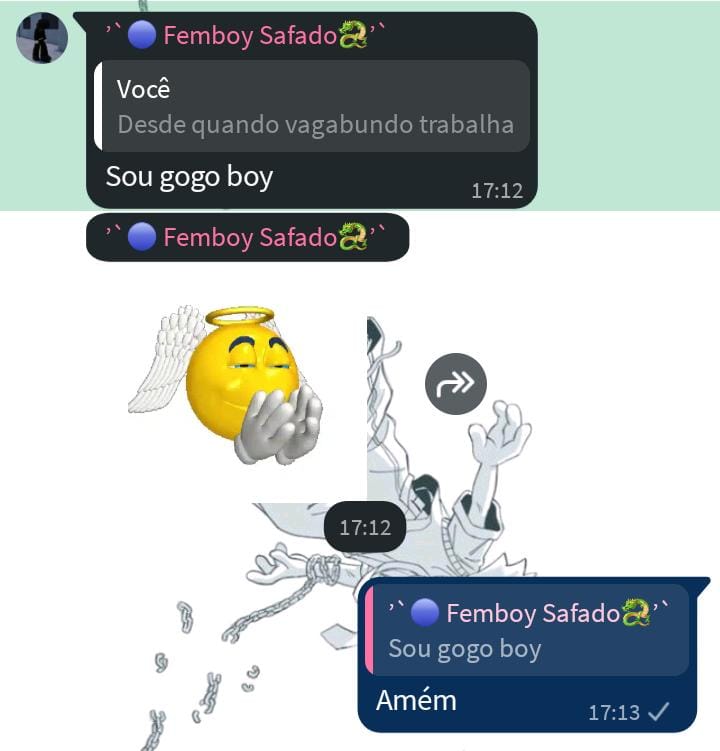 ’`🔵 Femboy Safado🐉’`
Você
Desde quando vagabundo trabalha
Sou gogo boy
17:12
’`🔵 Femboy Safado🐉’`
17:12
’`🔵 Femboy Safado🐉’`
Sou gogo boy
Amém
17:13